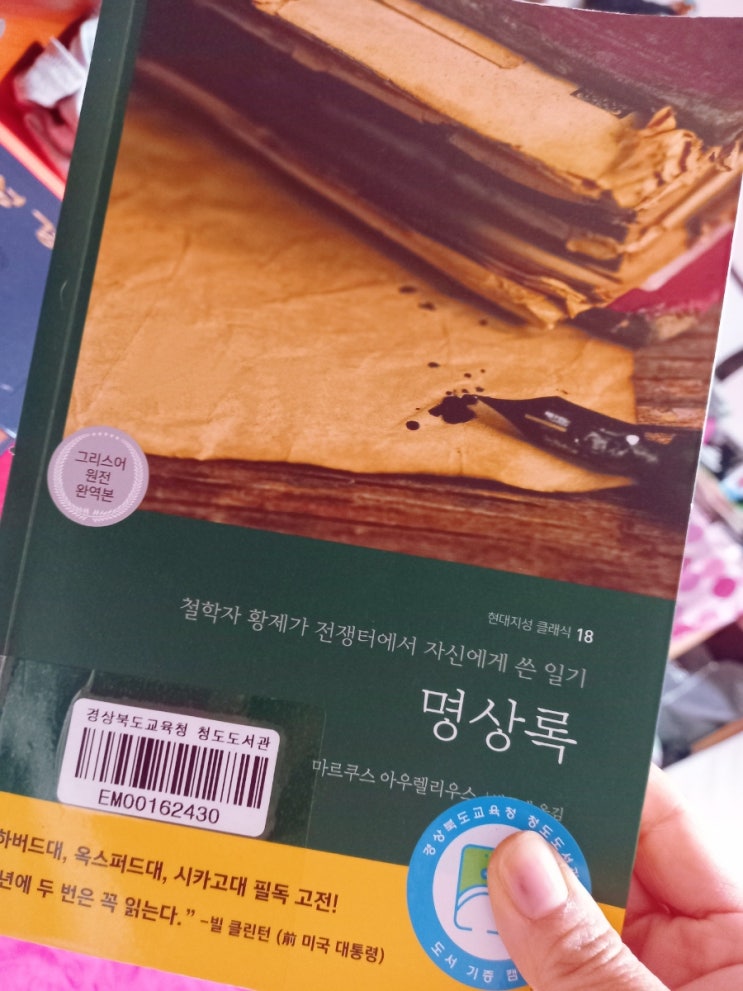 그리스어
원전
완역본
현대지성 클래식 18
철학자 황제가 전쟁터에서 자신에게 쓴 일기
명상록
마르쿠스 아우렐리우스
옮김
경상북도교육청 청도도서관
EM00162430
하버드대, 옥스퍼드대, 시카고대 필독 고전!
년에 두 번은 꼭 읽는다.” -빌 클린턴 (前 미국 대통령)
경상북도교육청 청도도서
도서 기증 캠